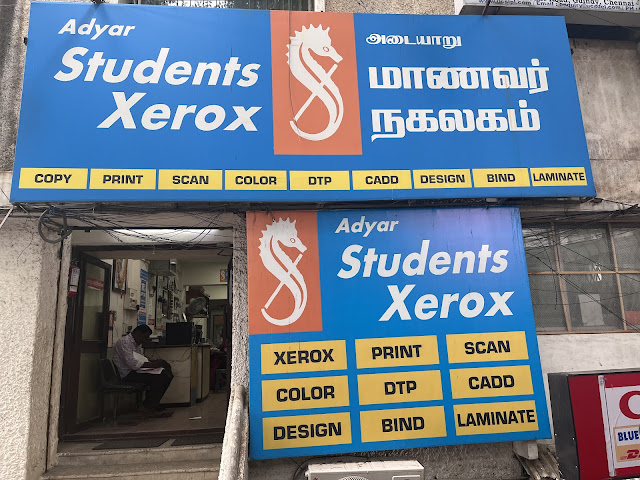 Adyar
Students
Xerox
அடையாறு
மாணவர்
நகலகம்
COPY PRINT SCAN COLOR DTP CADD DESIGN BIND LAMINATE
Adyar
Students
Xerox
XEROX PRINT SCAN
COLOR DTP CADD
DESIGN BIND LAMINATE
BLUE